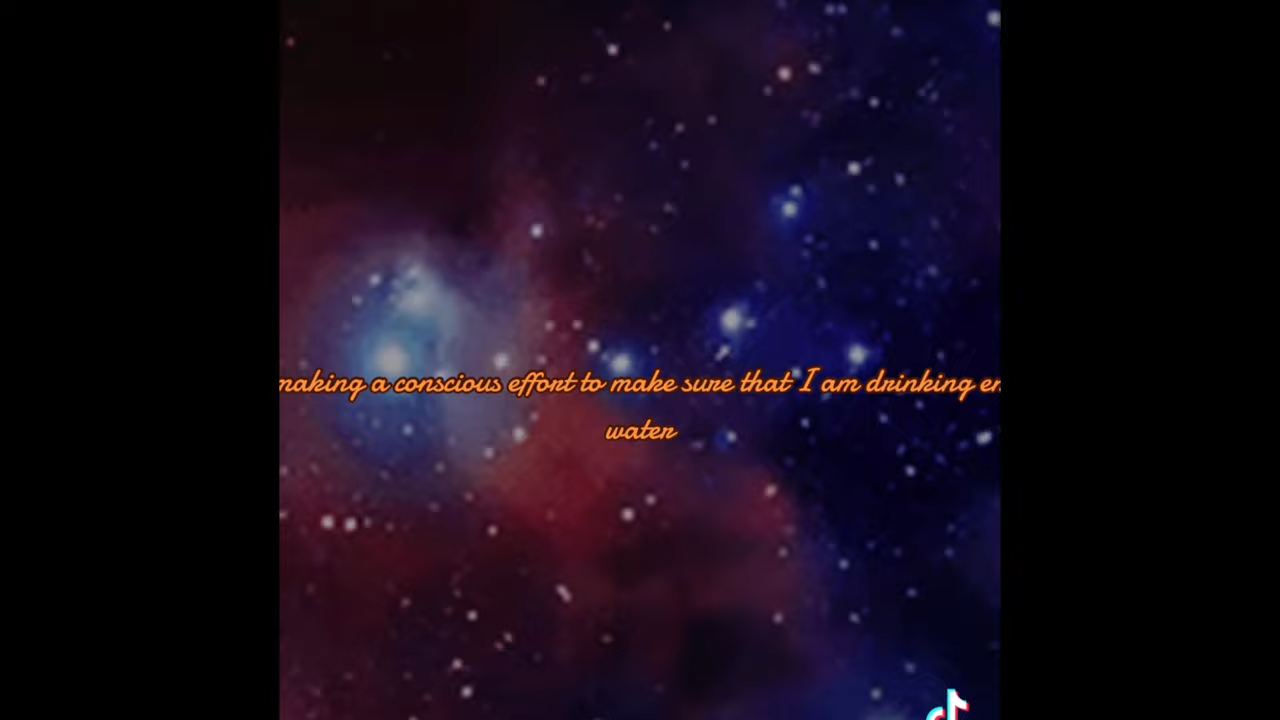 making a conscious effort to make sure that I am drinking
water